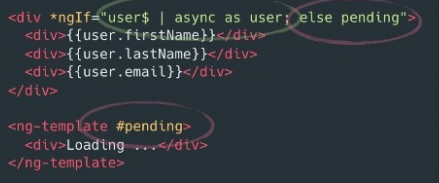 <div *ngIf="user$ | async as user; else pending">
<div>{{user.firstName}}</div>
<div>{{user.lastName}}</div>
<div>{{user.email}}</div>
</div>
<ng-template #pending>
<div>Loading ...</div>
</ng-template>